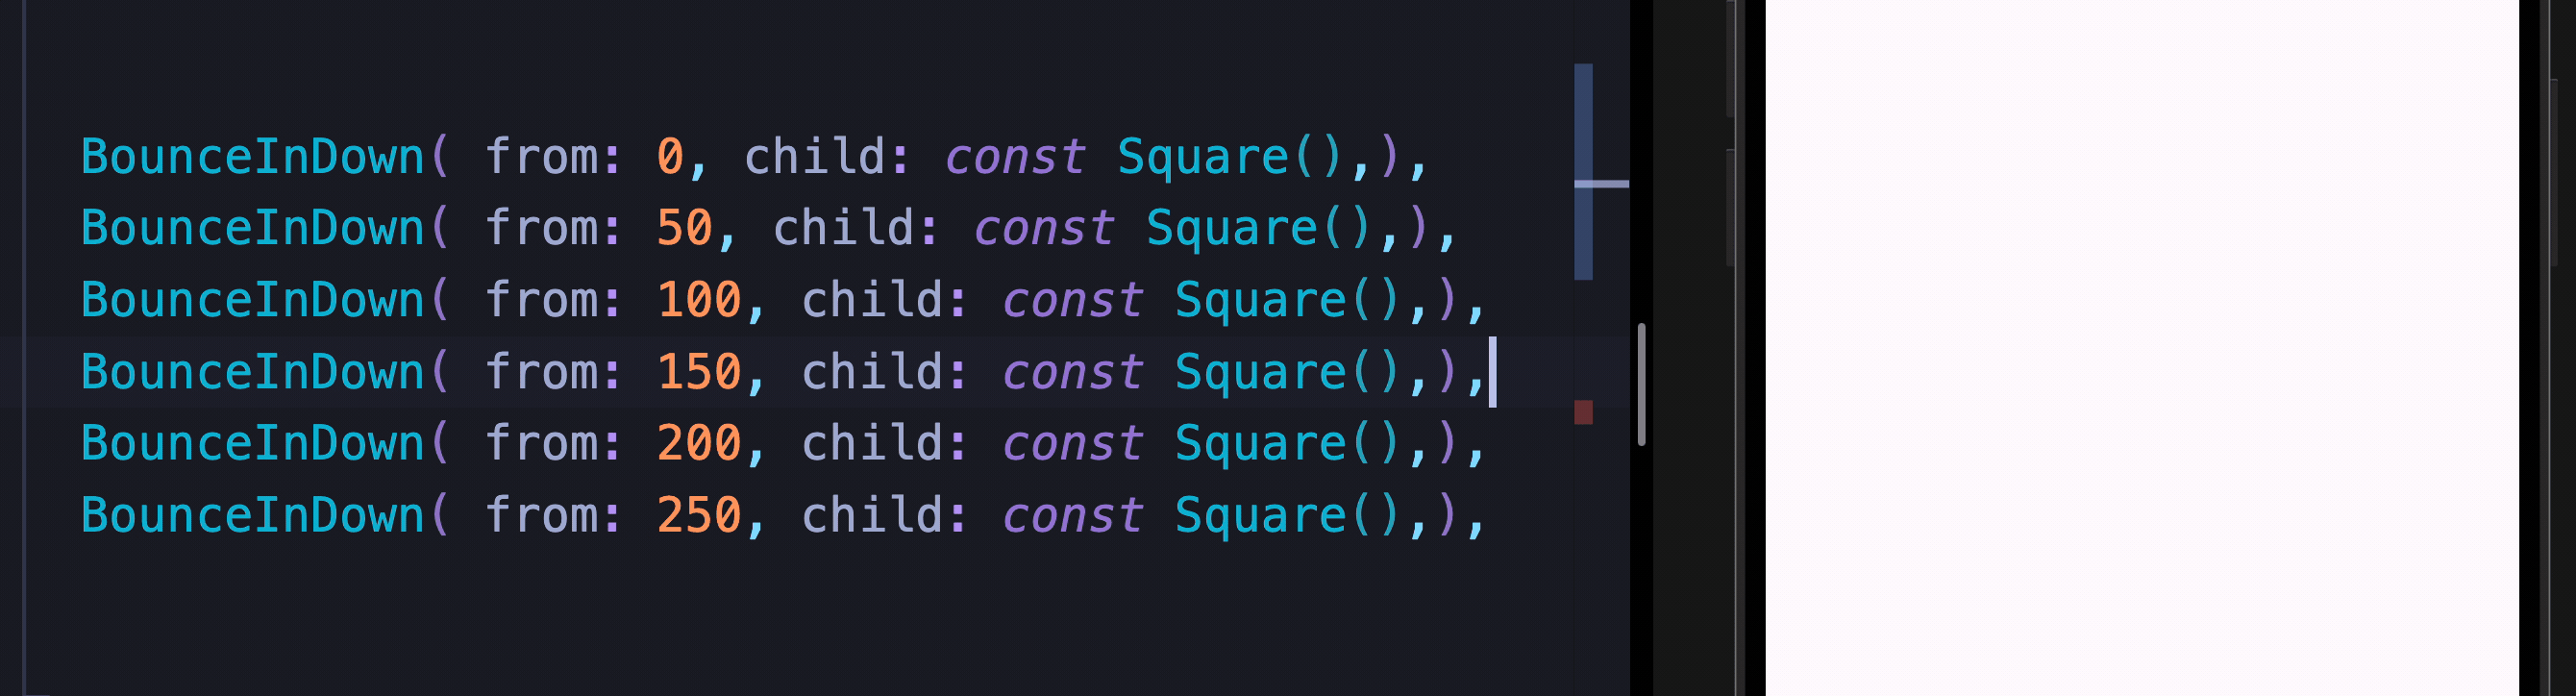 BounceInDown( from: 0, child: const Square(),),
BounceInDown( from: 50, child: const Square(),),
BounceInDown( from: 100, child: const Square(),),
BounceInDown( from: 150, child: const Square(),),
BounceInDown( from: 200, child: const Square(),),
BounceInDown( from: 250, child: const Square(),),